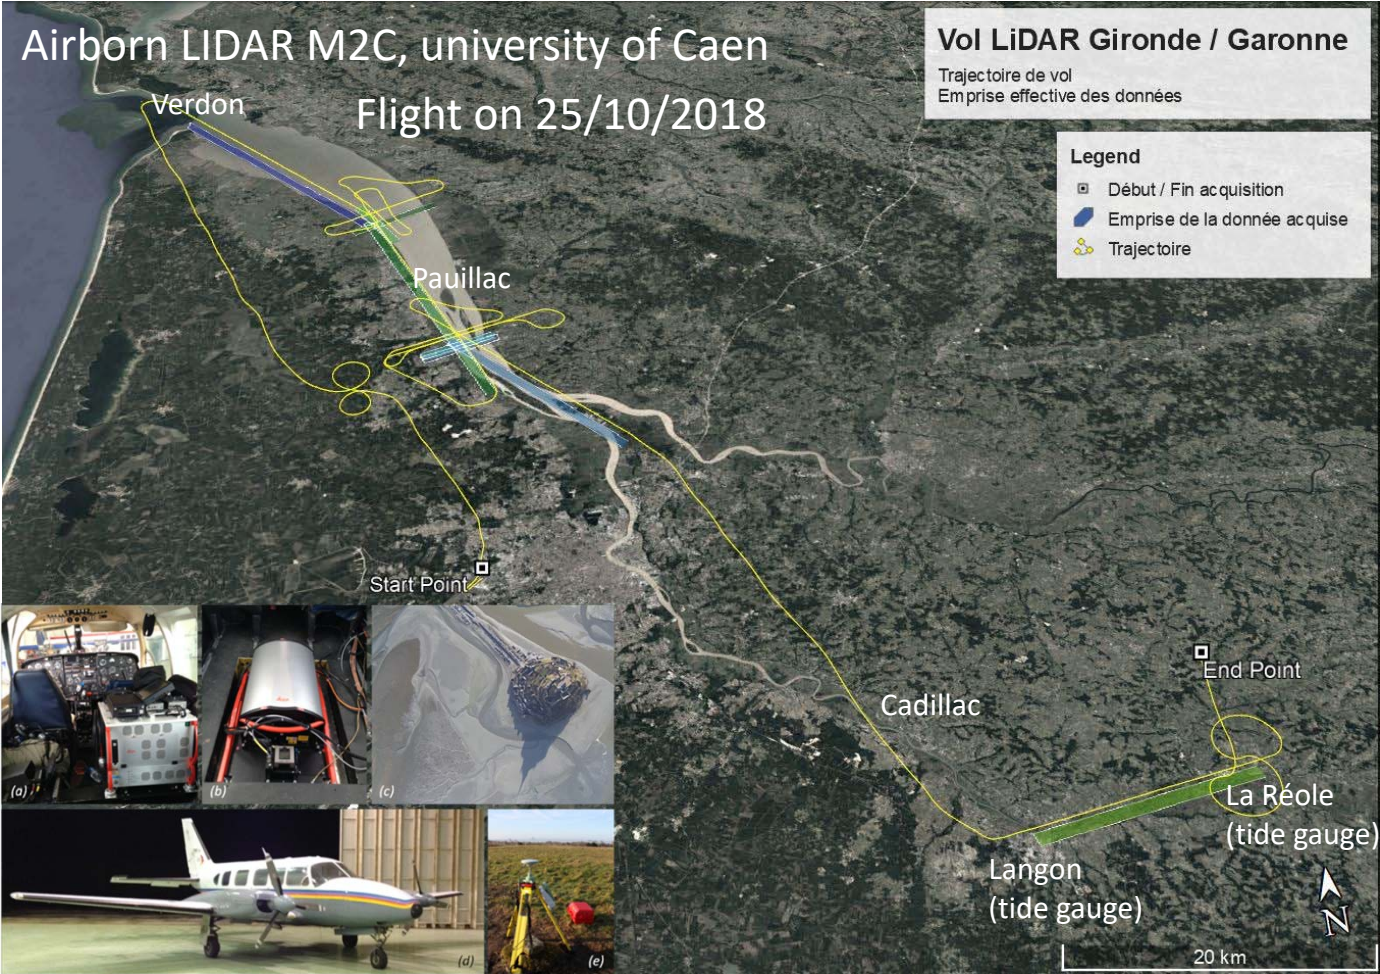 Airborn LIDAR M2C, university of Caen
Flight on 25/10/2018
Vol LiDAR Gironde / Garonne
Trajectoire de vol
Emprise effective des données
Legend
Début / Fin acquisition
Emprise de la donnée acquise
Trajectoire
Verdon
Pauillac
Start Point
End Point
Cadillac
La Réole
(tide gauge)
Langon
(tide gauge)
N
20 km
(a)
(b)
(c)
(d)
(e)